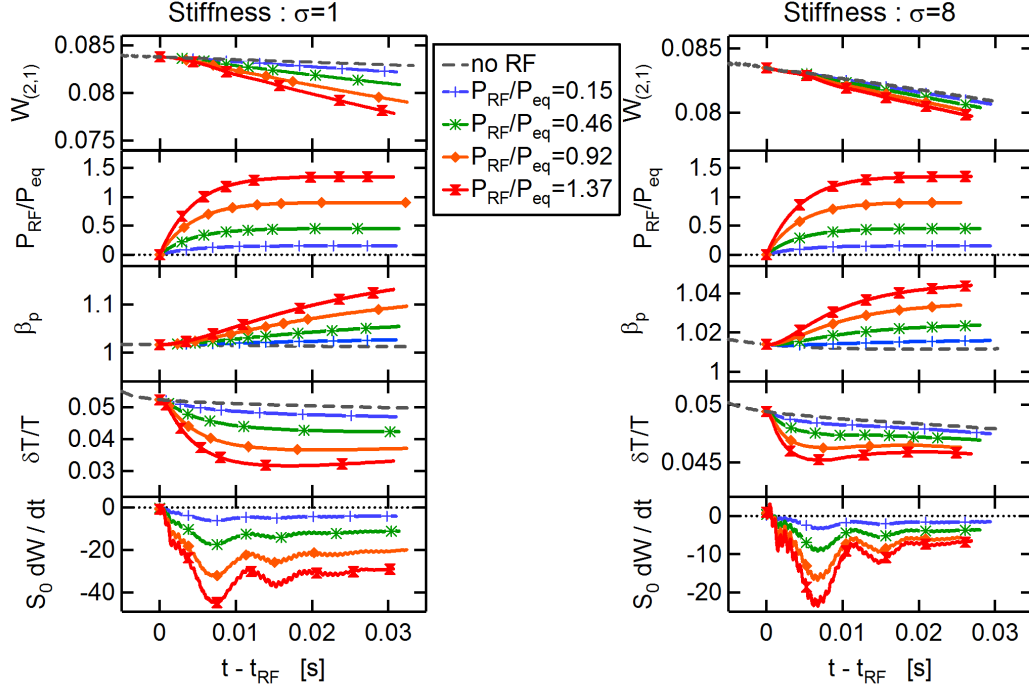 Stiffness : σ=1
Stiffness : σ=8
W(2,1)
0.085
0.08
0.075
no RF
PRF/Peq=0.15
PRF/Peq=0.46
PRF/Peq=0.92
PRF/Peq=1.37
W(2,1)
0.085
0.08
PRF/Peq
1.5
1
0.5
0
PRF/Peq
1.5
1
0.5
0
βp
1.1
1
βp
1.04
1.02
1
δT/T
0.05
0.04
0.03
δT/T
0.05
0.045
S0 dW / dt
0
-20
-40
S0 dW / dt
0
-10
-20
0 0.01 0.02 0.03
t - tRF [s]
0 0.01 0.02 0.03
t - tRF [s]